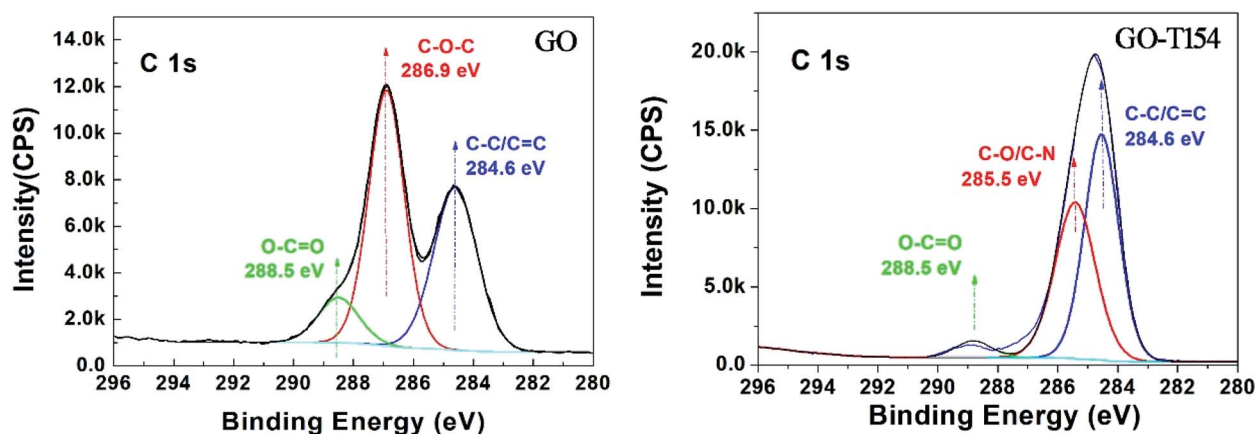 GO
C 1s
C-O-C
286.9 eV
C-C/C=C
284.6 eV
O-C=O
288.5 eV
14.0k
12.0k
10.0k
8.0k
6.0k
4.0k
2.0k
0.0
Intensity(CPS)
296 294 292 290 288 286 284 282 280
Binding Energy (eV)
GO-T154
C 1s
C-C/C=C
284.6 eV
C-O/C-N
285.5 eV
O-C=O
288.5 eV
20.0k
15.0k
10.0k
5.0k
0.0
Intensity (CPS)
296 294 292 290 288 286 284 282 280
Binding Energy (eV)